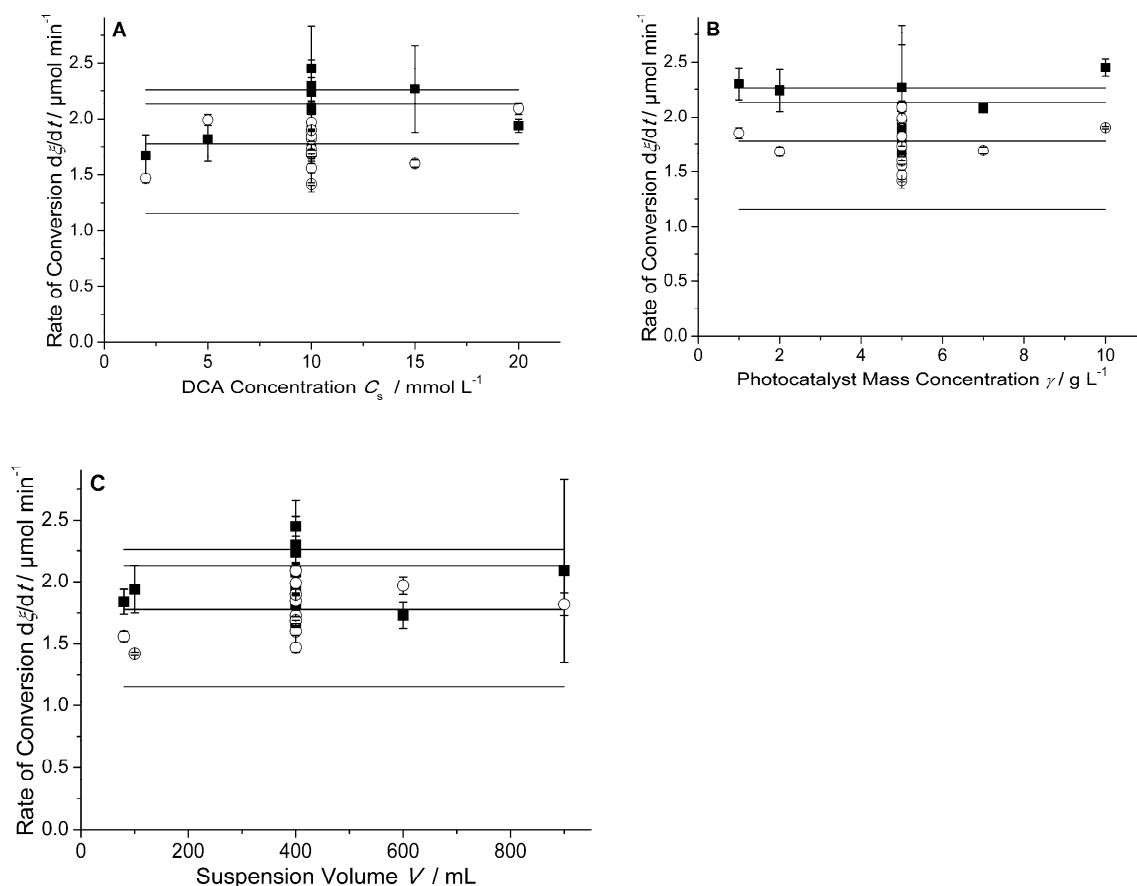 A
Rate of Conversion dξ/dt / μmol min⁻¹
2.5
2.0
1.5
1.0
0.5
0.0
0 5 10 15 20
DCA Concentration Cₛ / mmol L⁻¹
B
Rate of Conversion dξ/dt / μmol min⁻¹
2.5
2.0
1.5
1.0
0.5
0.0
0 2 4 6 8 10
Photocatalyst Mass Concentration γ / g L⁻¹
C
Rate of Conversion dξ/dt / μmol min⁻¹
2.5
2.0
1.5
1.0
0.5
0.0
0 200 400 600 800
Suspension Volume V / mL